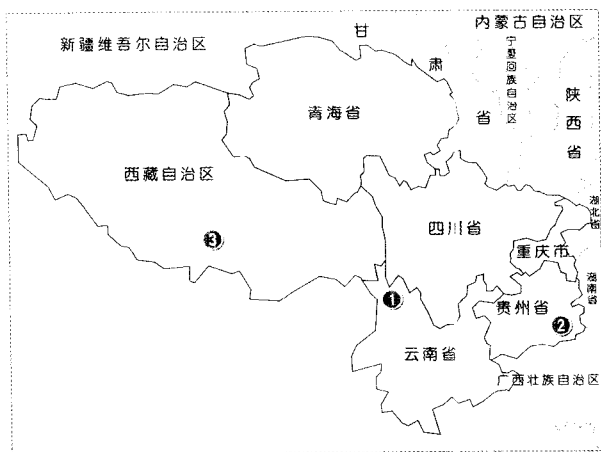 内蒙古自治区
新疆维吾尔自治区
甘
肃
省
宁夏回族自治区
陕西省
青海省
西藏自治区
四川省
湖北省
重庆市
湖南省
③
①
贵州省
②
云南省
广西壮族自治区